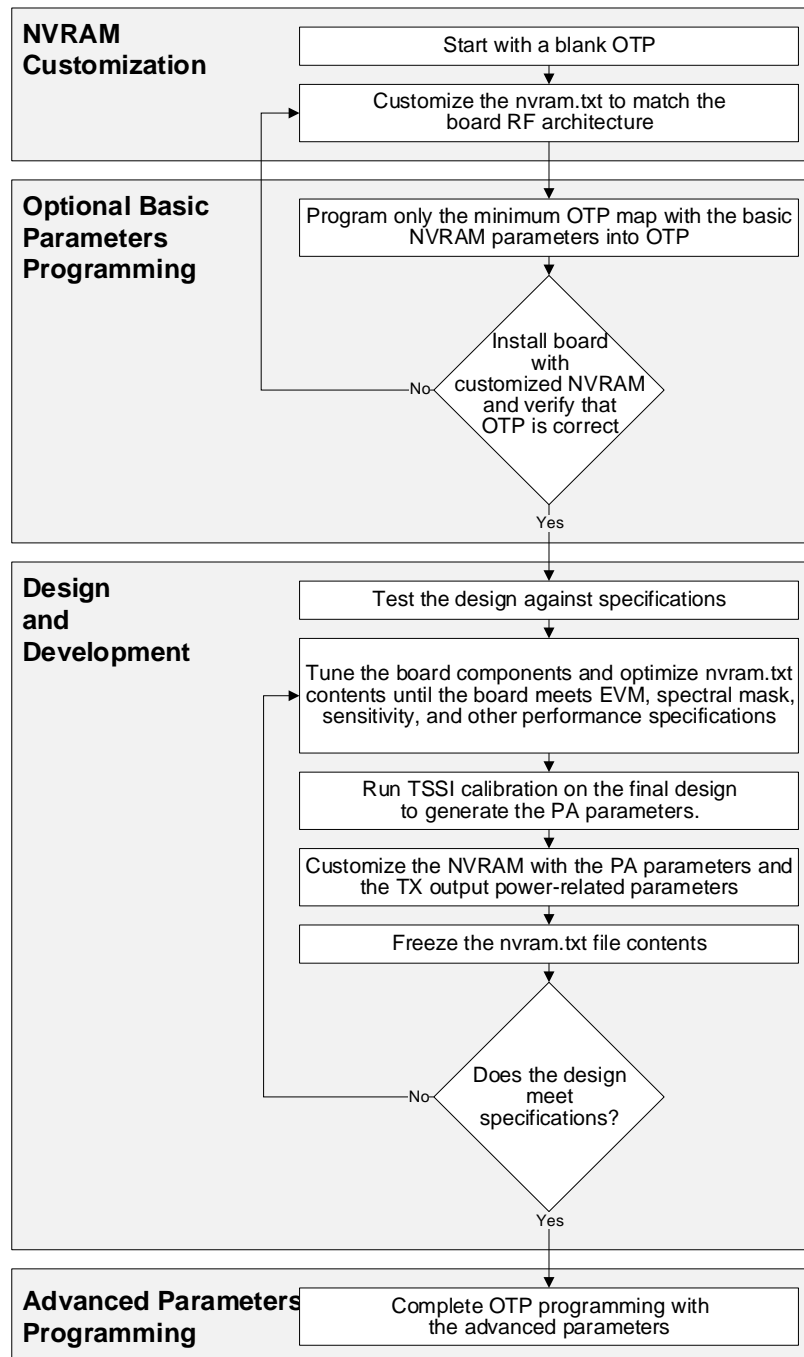 NVRAM
Customization
Start with a blank OTP
Customize the nvram.txt to match the
board RF architecture
Optional Basic
Parameters
Programming
Program only the minimum OTP map with the basic
NVRAM parameters into OTP
Install board
with
customized NVRAM
and verify that
OTP is correct
No
Yes
Design
and
Development
Test the design against specifications
Tune the board components and optimize nvram.txt
contents until the board meets EVM, spectral mask,
sensitivity, and other performance specifications
Run TSSI calibration on the final design
to generate the PA parameters.
Customize the NVRAM with the PA parameters and
the TX output power-related parameters
Freeze the nvram.txt file contents
Does the design
meet
specifications?
No
Yes
Advanced Parameters
Programming
Complete OTP programming with
the advanced parameters